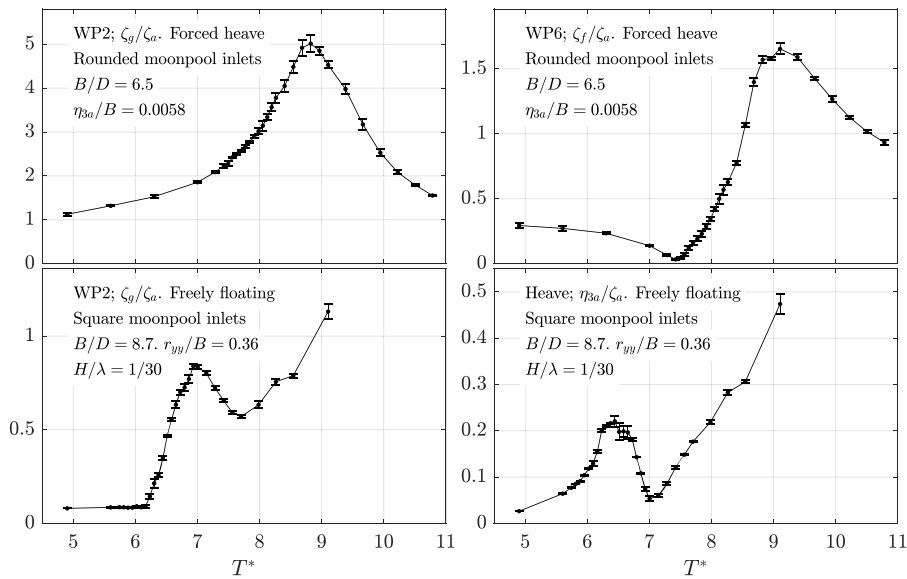 WP2; ζg/ζa. Forced heave
Rounded moonpool inlets
B/D = 6.5
η3a/B = 0.0058
5
4
3
2
1
0
WP6; ζf/ζa. Forced heave
Rounded moonpool inlets
B/D = 6.5
η3a/B = 0.0058
1.5
1
0.5
0
WP2; ζg/ζa. Freely floating
Square moonpool inlets
B/D = 8.7. ryy/B = 0.36
H/λ = 1/30
1
0.5
0
5 6 7 8 9 10 11
T*
Heave; η3a/ζa. Freely floating
Square moonpool inlets
B/D = 8.7. ryy/B = 0.36
H/λ = 1/30
0.5
0.4
0.3
0.2
0.1
0
5 6 7 8 9 10 11
T*